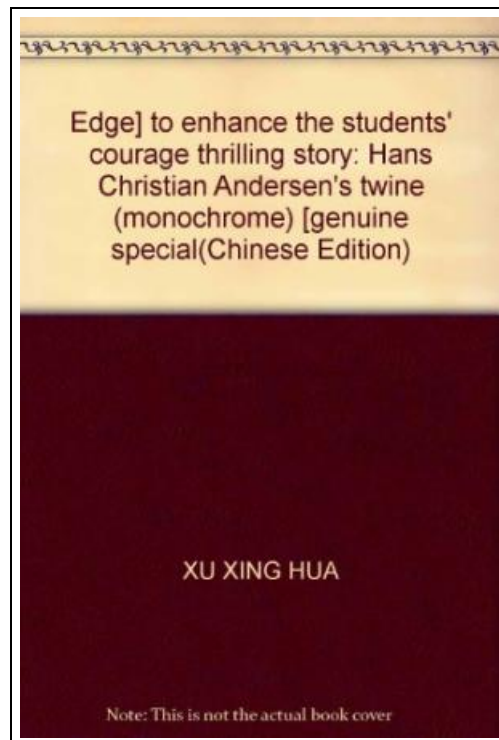 Edge] to enhance the students'
courage thrilling story: Hans
Christian Andersen's twine
(monochrome) [genuine
special(Chinese Edition)
XU XING HUA
Note: This is not the actual book cover